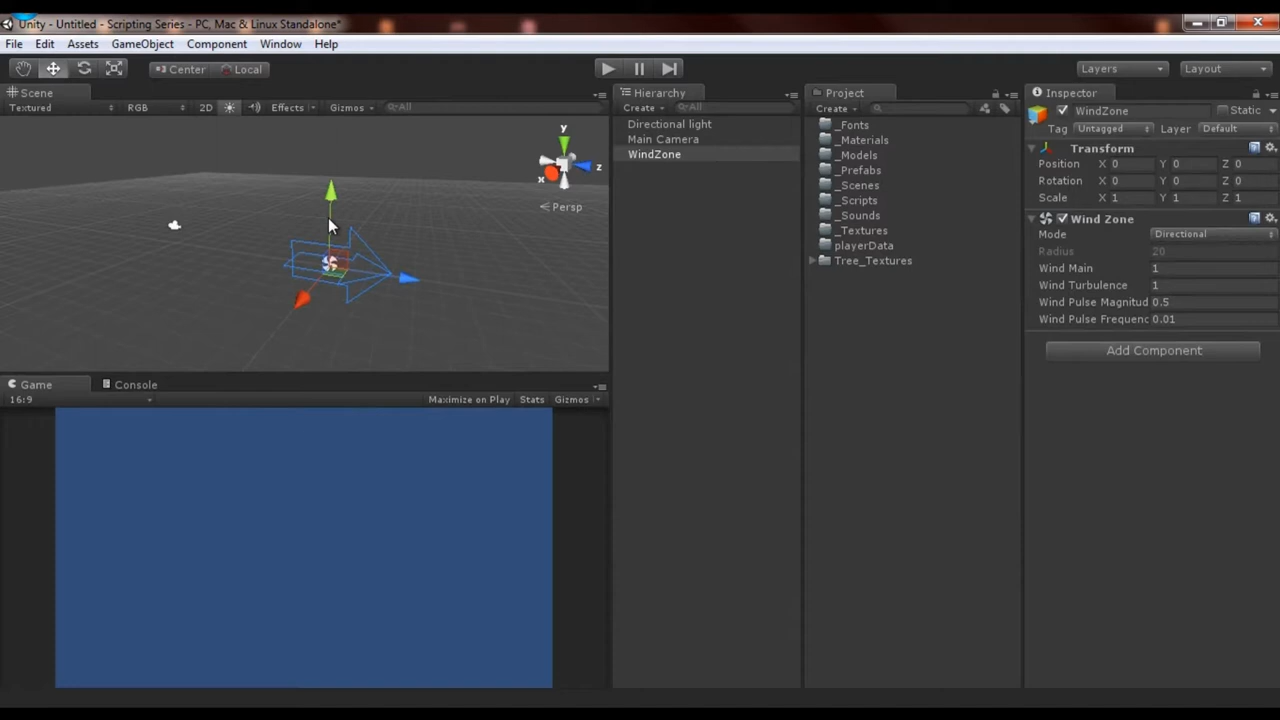 Unity - Untitled - Scripting Series - PC, Mac & Linux Standalone*
File Edit Assets GameObject Component Window Help
Center Local
Layers Layout
Scene
Textured RGB 2D Effects Gizmos All
y
z
x
Persp
Game Console
16:9 Maximize on Play Stats Gizmos
Hierarchy
Create All
Directional light
Main Camera
WindZone
Project
Create
_Fonts
_Materials
_Models
_Prefabs
_Scenes
_Scripts
_Sounds
_Textures
playerData
Tree_Textures
Inspector
WindZone Static
Tag Untagged Layer Default
Transform
Position X 0 Y 0 Z 0
Rotation X 0 Y 0 Z 0
Scale X 1 Y 1 Z 1
Wind Zone
Mode Directional
Radius 20
Wind Main 1
Wind Turbulence 1
Wind Pulse Magnitud 0.5
Wind Pulse Frequenc 0.01
Add Component